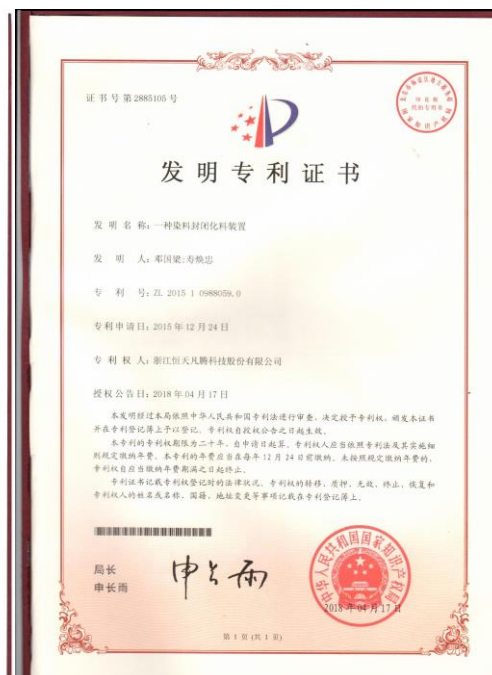 证书号第2885105号
发明专利证书
发明名称：一种染料封闭化料装置
发明人：邓国梁;寿焕忠
专利号：ZL 2015 1 0988059.0
专利申请日：2015年12月24日
专利权人：浙江恒天凡腾科技股份有限公司
授权公告日：2018年04月17日
本发明经过本局依照中华人民共和国专利法进行审查，决定授予专利权，颁发本证书
并在专利登记簿上予以登记。专利权自授权公告之日起生效。
本专利的专利权期限为二十年，自申请日起算。专利权人应当依照专利法及其实施细
则规定缴纳年费。本专利的年费应当在每年12月24日前缴纳。未按照规定缴纳年费的，
专利权自应当缴纳年费期满之日起终止。
专利证书记载专利权登记时的法律状况。专利权的转移、质押、无效、终止、恢复和
专利权人的姓名或名称、国籍、地址变更等事项记载在专利登记簿上。
局长
申长雨
申长雨
中华人民共和国国家知识产权局
2018年04月17日
第1页(共1页)